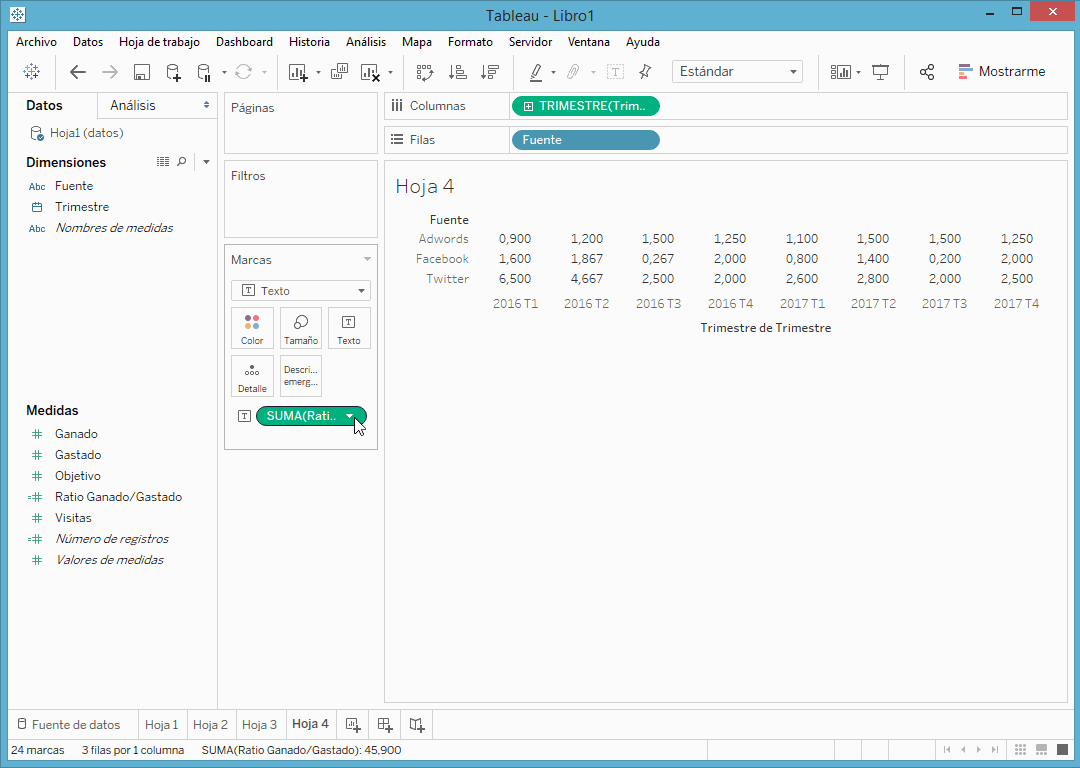 Tableau - Libro1
Archivo Datos Hoja de trabajo Dashboard Historia Análisis Mapa Formato Servidor Ventana Ayuda
T Estándar Mostrarme
Datos Análisis
Hoja1 (datos)
Dimensiones
Abc Fuente
Trimestre
Abc Nombres de medidas
Medidas
Ganado
Gastado
Objetivo
Ratio Ganado/Gastado
Visitas
Número de registros
Valores de medidas
Páginas
Filtros
Marcas
T Texto
Color Tamaño T Texto
Detalle Descri... emerg...
T SUMA(Rati..
Columnas TRIMESTRE(Trim..
Filas Fuente
Hoja 4
Fuente
Adwords 0,900 1,200 1,500 1,250 1,100 1,500 1,500 1,250
Facebook 1,600 1,867 0,267 2,000 0,800 1,400 0,200 2,000
Twitter 6,500 4,667 2,500 2,000 2,600 2,800 2,000 2,500
2016 T1 2016 T2 2016 T3 2016 T4 2017 T1 2017 T2 2017 T3 2017 T4
Trimestre de Trimestre
Fuente de datos Hoja 1 Hoja 2 Hoja 3 Hoja 4
24 marcas 3 filas por 1 columna SUMA(Ratio Ganado/Gastado): 45,900